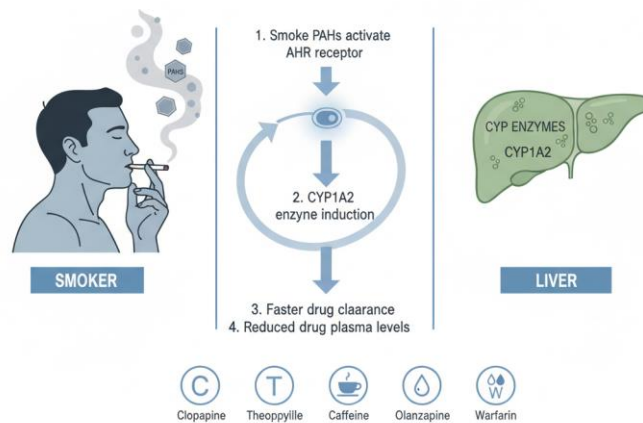 PAHS
SMOKER
1. Smoke PAHs activate
AHR receptor
2. CYP1A2
enzyme induction
3. Faster drug claarance
4. Reduced drug plasma levels
CYP ENZYMES
CYP1A2
LIVER
C
T
W
Clopapine
Theoppyille
Caffeine
Olanzapine
Warfarin